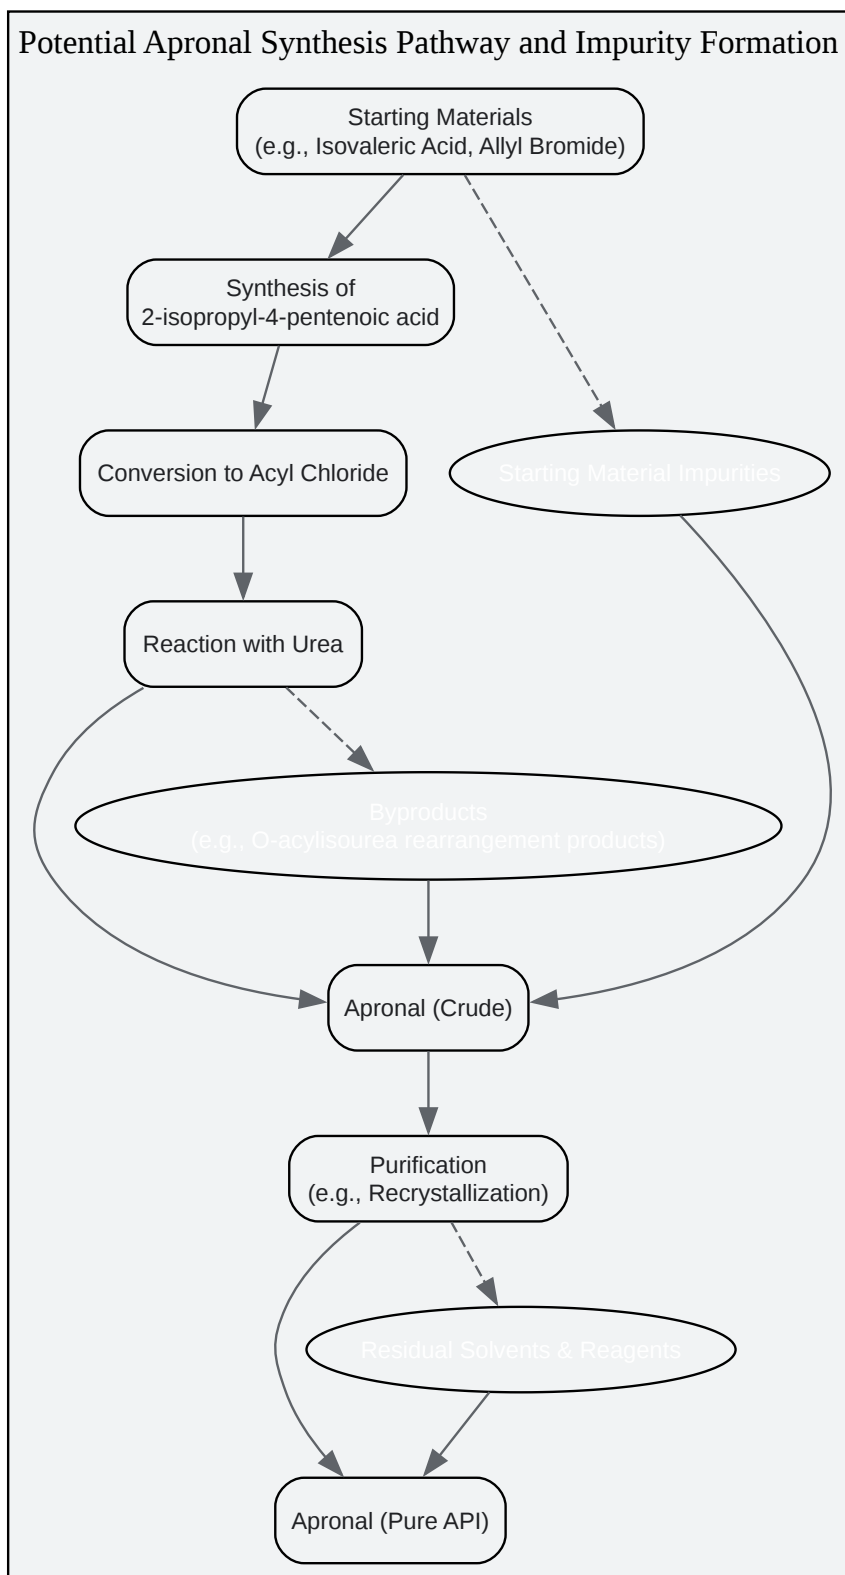 Potential Apronal Synthesis Pathway and Impurity Formation
Starting Materials
(e.g., Isovaleric Acid, Allyl Bromide)
Synthesis of
2-isopropyl-4-pentenoic acid
Conversion to Acyl Chloride
Starting Material Impurities
Reaction with Urea
Byproducts
(e.g., O-acylisourea rearrangement products)
Apronal (Crude)
Purification
(e.g., Recrystallization)
Residual Solvents & Reagents
Apronal (Pure API)